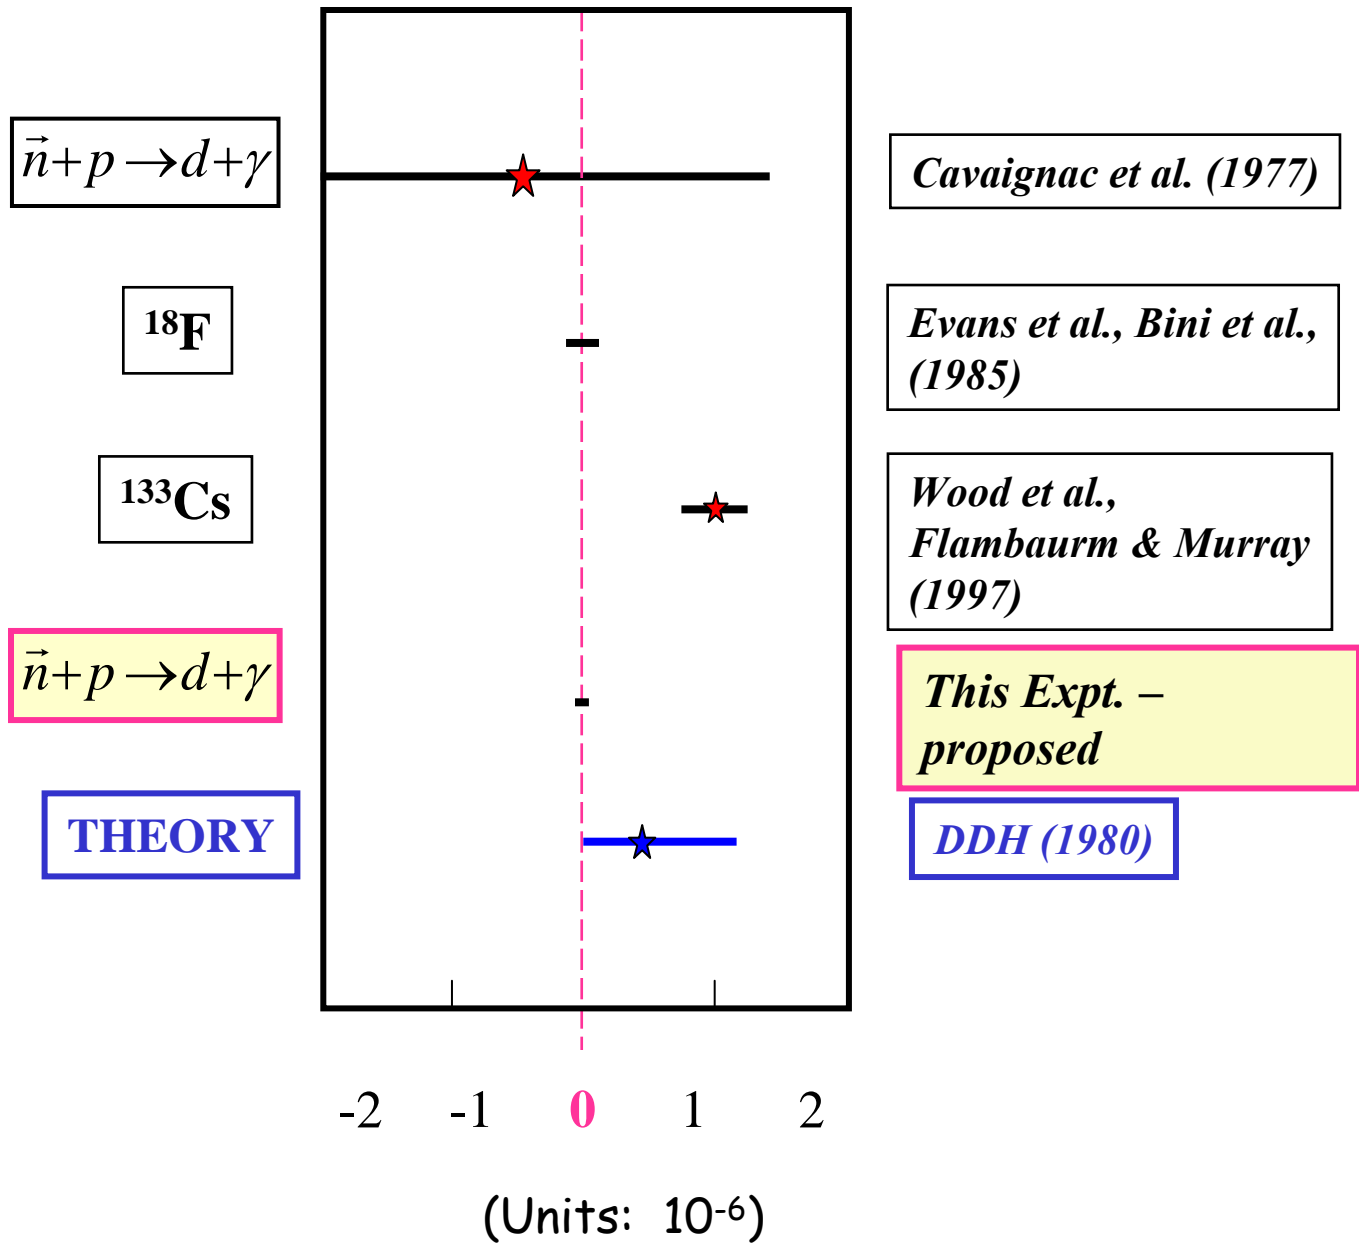 n⃗+p→d+γ
Cavaignac et al. (1977)
¹⁸F
Evans et al., Bini et al.,
(1985)
¹³³Cs
Wood et al.,
Flambaurm & Murray
(1997)
n⃗+p→d+γ
This Expt. –
proposed
THEORY
DDH (1980)
-2 -1 0 1 2
(Units: 10⁻⁶)